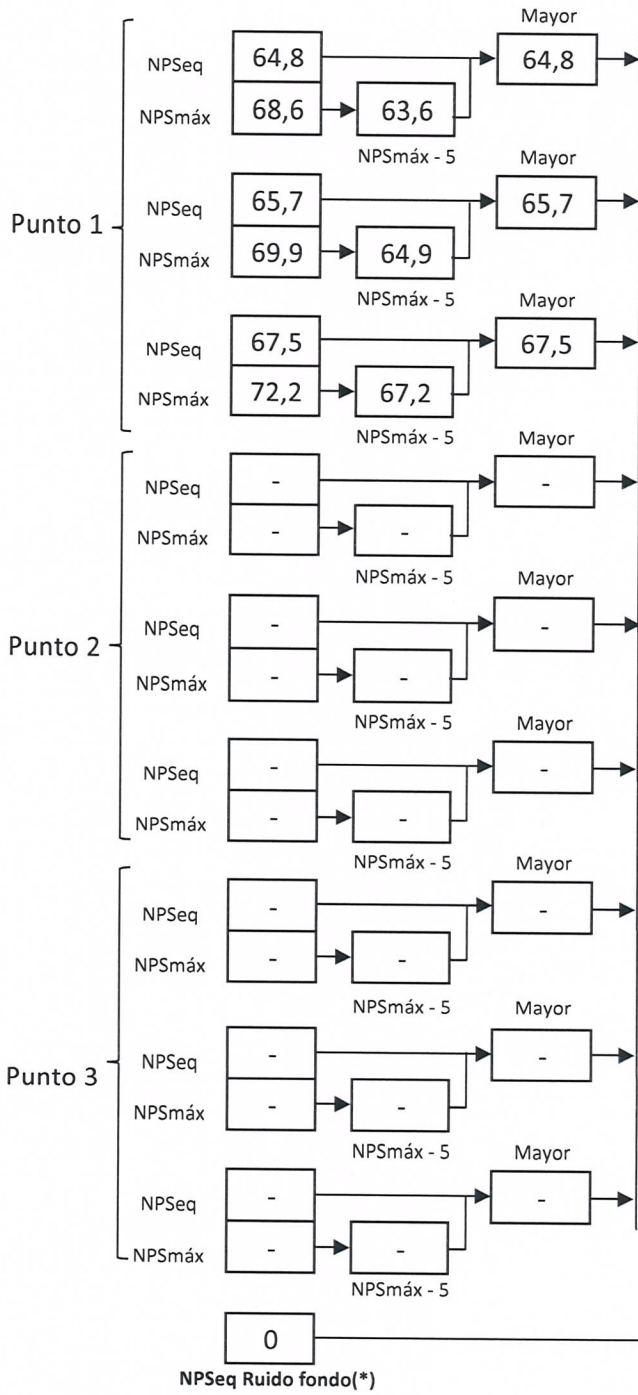 Mayor
NPSeq 64,8 64,8
NPSmáx 68,6 63,6
NPSmáx - 5
Mayor
Punto 1
NPSeq 65,7 65,7
NPSmáx 69,9 64,9
NPSmáx - 5
Mayor
NPSeq 67,5 67,5
NPSmáx 72,2 67,2
NPSmáx - 5
Mayor
NPSeq - -
NPSmáx - -
NPSmáx - 5
Mayor
Punto 2
NPSeq - -
NPSmáx - -
NPSmáx - 5
Mayor
NPSeq - -
NPSmáx - -
NPSmáx - 5
Mayor
NPSeq - -
NPSmáx - -
NPSmáx - 5
Mayor
Punto 3
NPSeq - -
NPSmáx - -
NPSmáx - 5
Mayor
NPSeq - -
NPSmáx - -
NPSmáx - 5
0
NPSeq Ruido fondo(*)